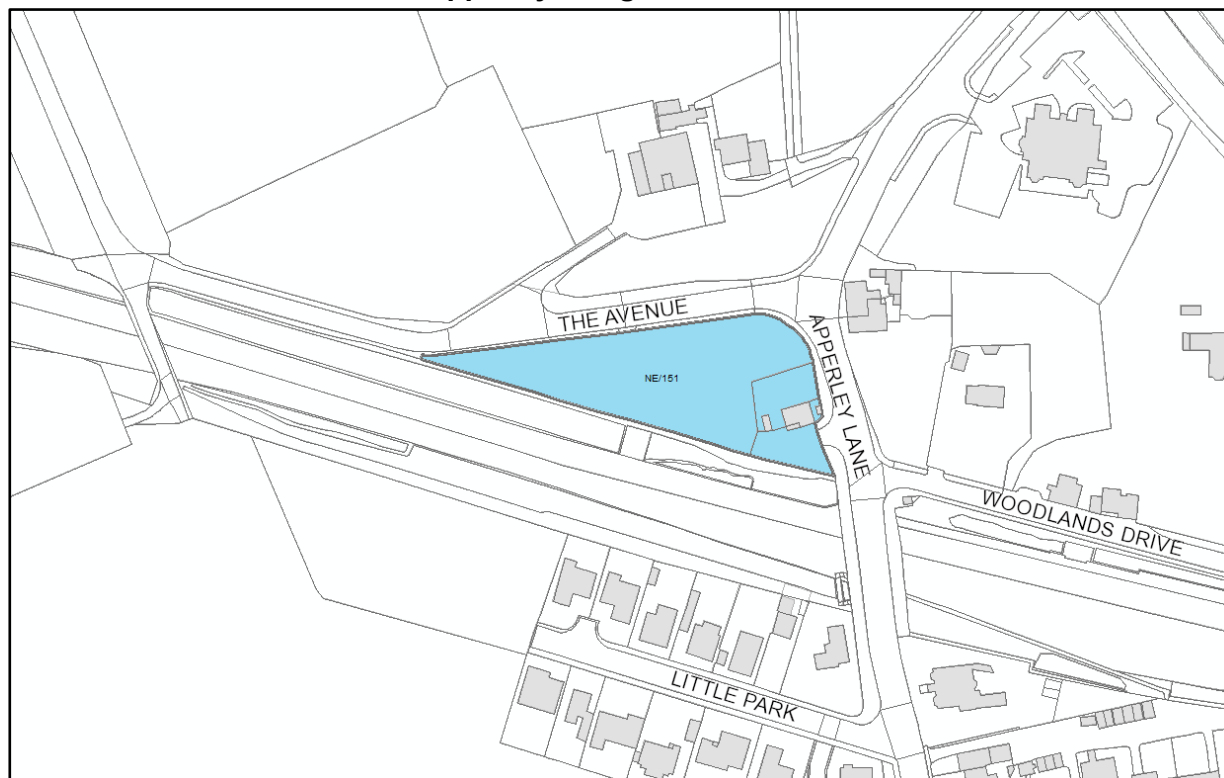 THE AVENUE
NE/151
APPERLEY LANE
WOODLANDS DRIVE
LITTLE PARK